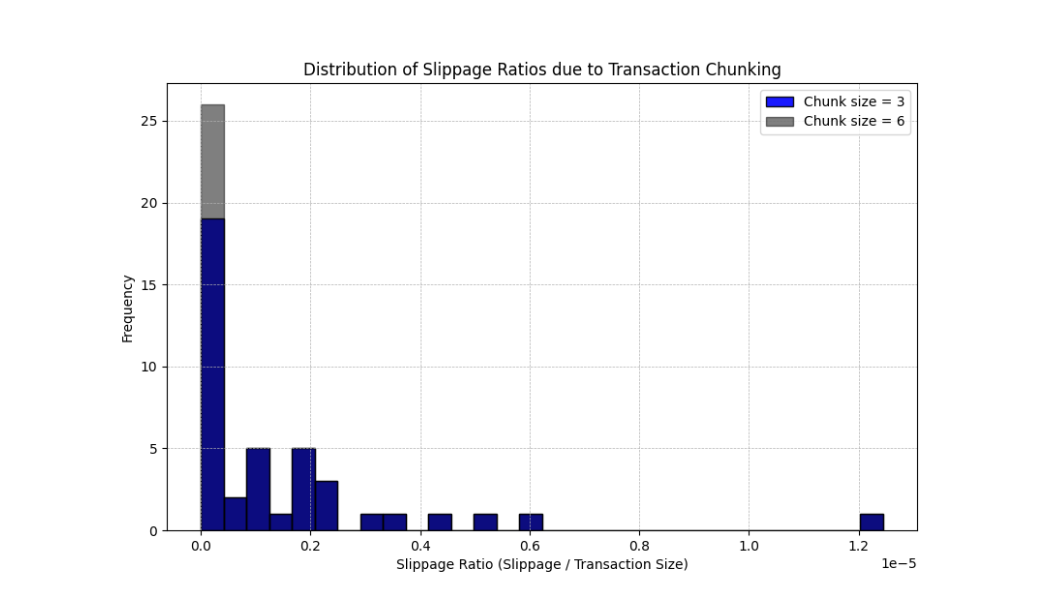 Distribution of Slippage Ratios due to Transaction Chunking
Chunk size = 3
Chunk size = 6
25
20
15
10
5
0
Frequency
0.0
0.2
0.4
0.6
0.8
1.0
1.2
1e−5
Slippage Ratio (Slippage / Transaction Size)